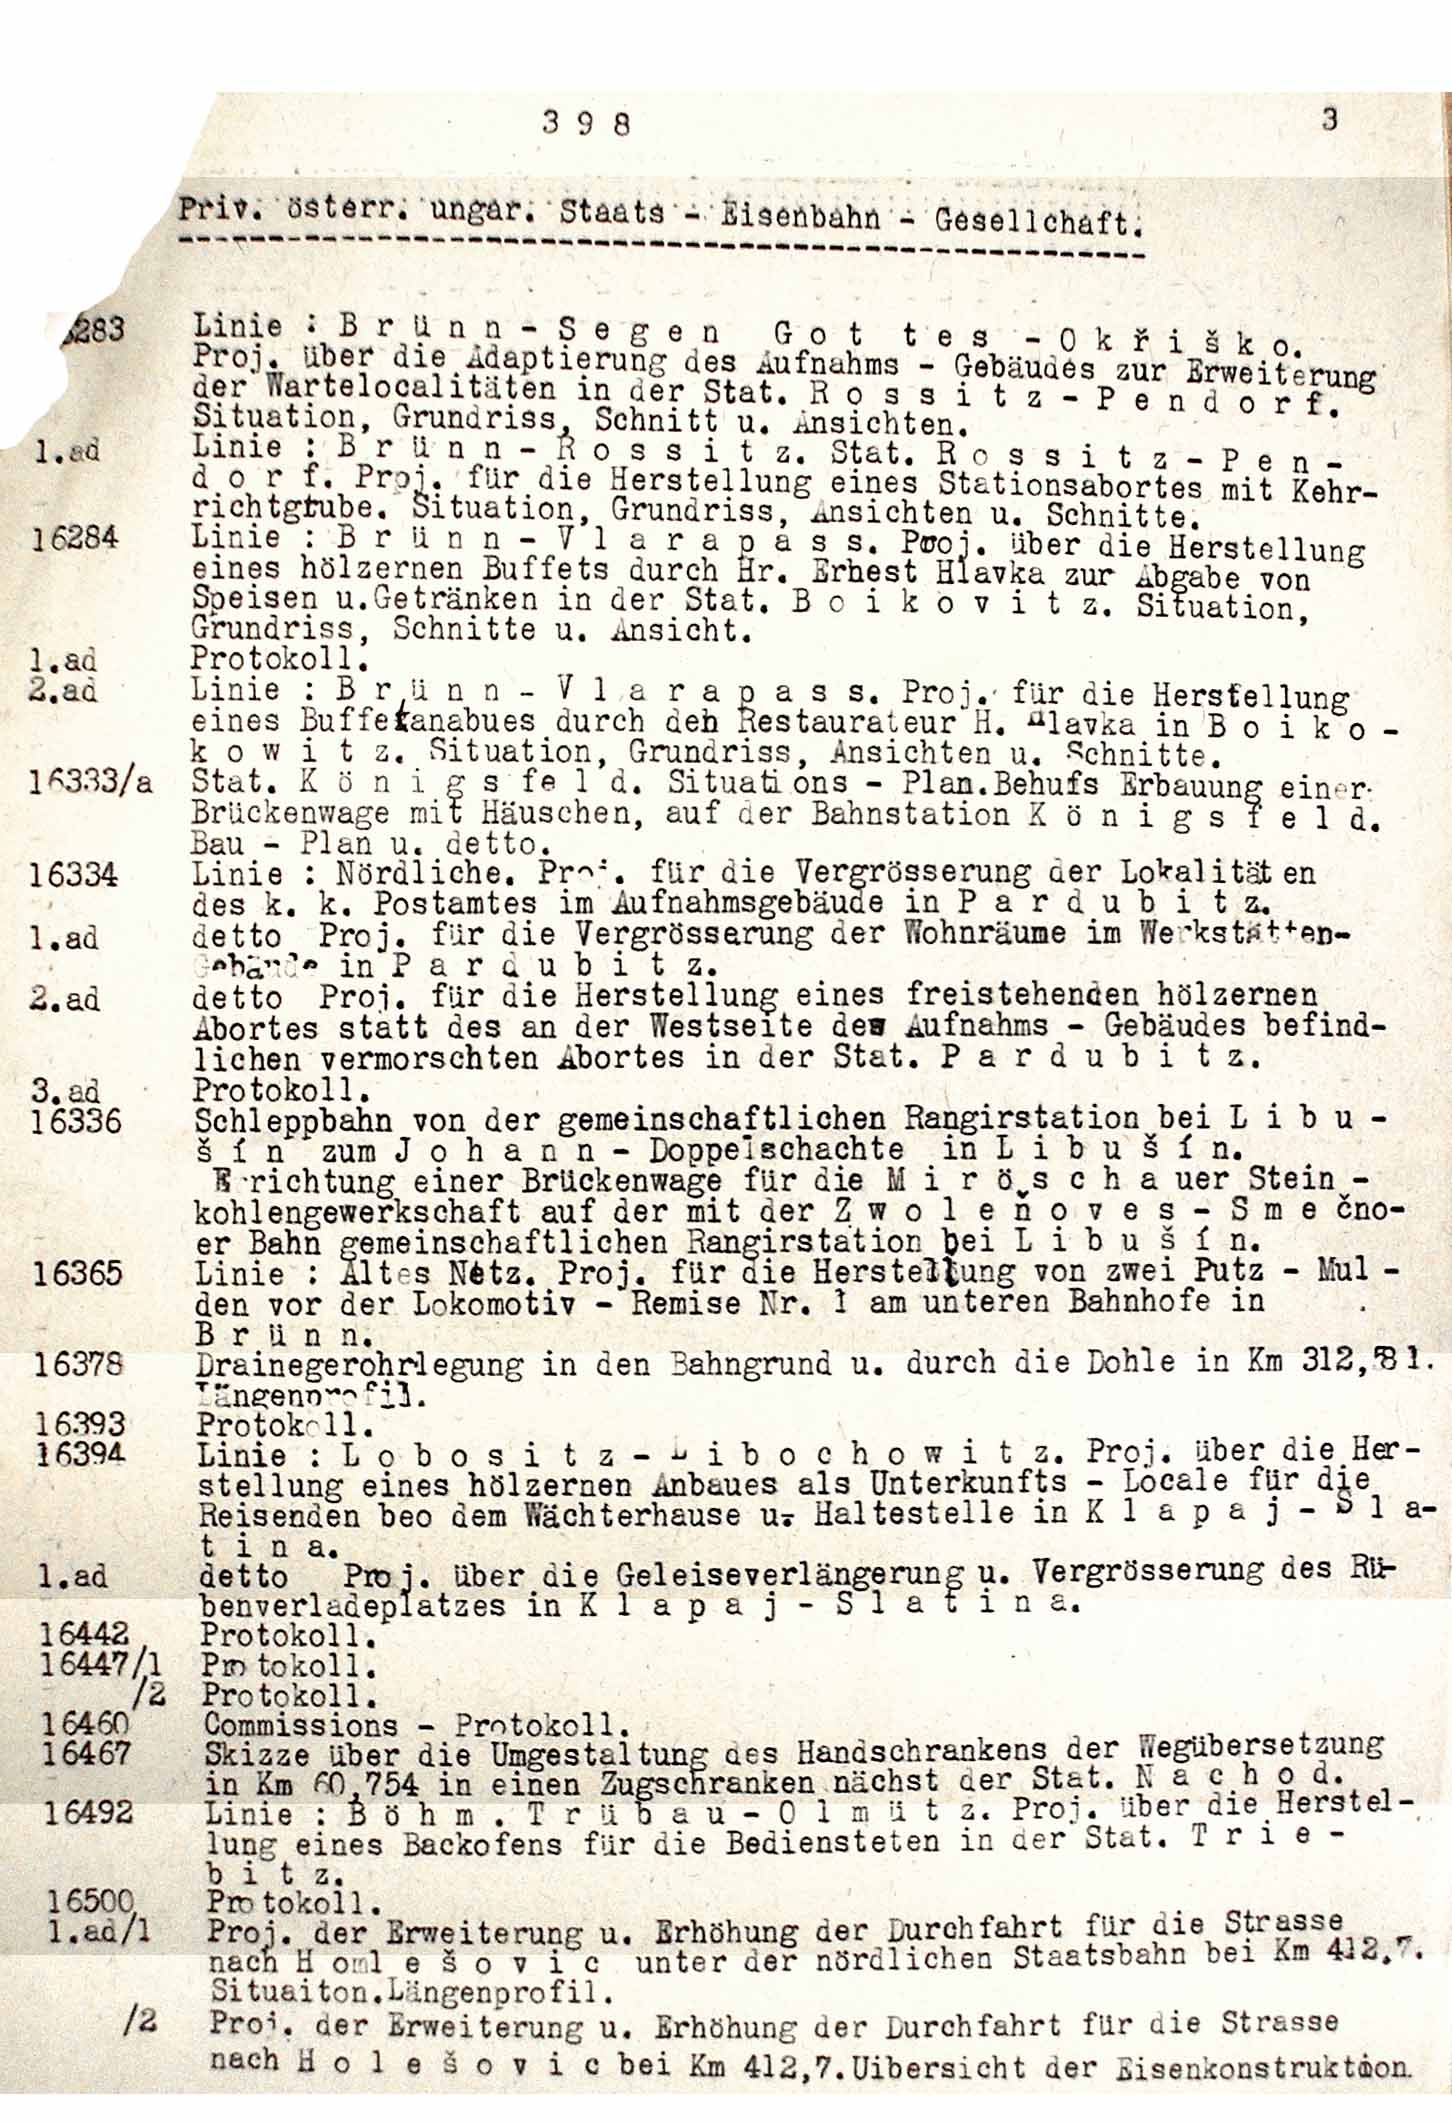 3 9 8
3
Priv. österr. ungar. Staats - Eisenbahn - Gesellchaft.
283 Linie : B r ü n n - S e g e n G o t t e s - O k ř i š k o.
Proj. über die Adaptierung des Aufnahms - Gebäudes zur Erweiterung
der Wartelocalitäten in der Stat. R o s s i t z - P e n d o r f.
Situation, Grundriss, Schnitt u. Ansichten.
1.ad Linie : B r ü n n - R o s s i t z. Stat. R o s s i t z - P e n -
d o r f. Proj. für die Herstellung eines Stationsabortes mit Kehr-
richtgrube. Situation, Grundriss, Ansichten u. Schnitte.
16284 Linie : B r ü n n - V l a r a p a s s. Proj. über die Herstellung
eines hölzernen Buffets durch Hr. Ernest Hlavka zur Abgabe von
Speisen u.Getränken in der Stat. B o i k o v i t z. Situation,
Grundriss, Schnitte u. Ansicht.
1.ad Protokoll.
2.ad Linie : B r ü n n - V l a r a p a s s. Proj. für die Herstellung
eines Buffetanabues durch den Restaurateur H. Hlavka in B o i k o -
k o w i t z. Situation, Grundriss, Ansichten u. Schnitte.
16333/a Stat. K ö n i g s f e l d. Situations - Plan.Behufs Erbauung einer
Brückenwage mit Häuschen, auf der Bahnstation K ö n i g s f e l d.
Bau - Plan u. detto.
16334 Linie : Nördliche. Proj. für die Vergrösserung der Lokalitäten
des k. k. Postamtes im Aufnahmsgebäude in P a r d u b i t z.
1.ad detto Proj. für die Vergrösserung der Wohnräume im Werkstätten-
Gebäude in P a r d u b i t z.
2.ad detto Proj. für die Herstellung eines freistehenden hölzernen
Abortes statt des an der Westseite des Aufnahms - Gebäudes befind-
lichen vermorschten Abortes in der Stat. P a r d u b i t z.
3.ad Protokoll.
16336 Schleppbahn von der gemeinschaftlichen Rangirstation bei L i b u -
š í n zum J o h a n n - Doppelschachte in L i b u š í n.
Errichtung einer Brückenwage für die M i r ö s c h a uer Stein -
kohlengewerkschaft auf der mit der Z w o l e ň o v e s - S m e čno-
er Bahn gemeinschaftlichen Rangirstation bei L i b u š í n.
16365 Linie : Altes Netz. Proj. für die Herstellung von zwei Putz - Mul -
den vor der Lokomotiv - Remise Nr. 1 am unteren Bahnhofe in
B r ü n n.
16378 Drainegerohrlegung in den Bahngrund u. durch die Dohle in Km 312,81.
Längenprofil.
16393 Protokoll.
16394 Linie : L o b o s i t z - L i b o c h o w i t z. Proj. über die Her-
stellung eines hölzernen Anbaues als Unterkunfts - Locale für die
Reisenden beo dem Wächterhause u. Haltestelle in K l a p a j - S l a-
t i n a.
1.ad detto Proj. über die Geleiseverlängerung u. Vergrösserung des Rü-
benverladeplatzes in K l a p a j - S l a t i n a.
16442 Protokoll.
16447/1 Protokoll.
/2 Protokoll.
16460 Commissions - Protokoll.
16467 Skizze über die Umgestaltung des Handschrankens der Wegübersetzung
in Km 60,754 in einen Zugschranken nächst der Stat. N a c h o d.
16492 Linie : B ö h m . T r ü b a u - O l m ü t z. Proj. über die Herstel-
lung eines Backofens für die Bediensteten in der Stat. T r i e -
b i t z.
16500 Protokoll.
1.ad/1 Proj. der Erweiterung u. Erhöhung der Durchfahrt für die Strasse
nach H o l e š o v i c unter der nördlichen Staatsbahn bei Km 412,7.
Situaiton.Längenprofil.
/2 Proj. der Erweiterung u. Erhöhung der Durchfahrt für die Strasse
nach H o l e š o v i c bei Km 412,7.Uibersicht der Eisenkonstruktion.